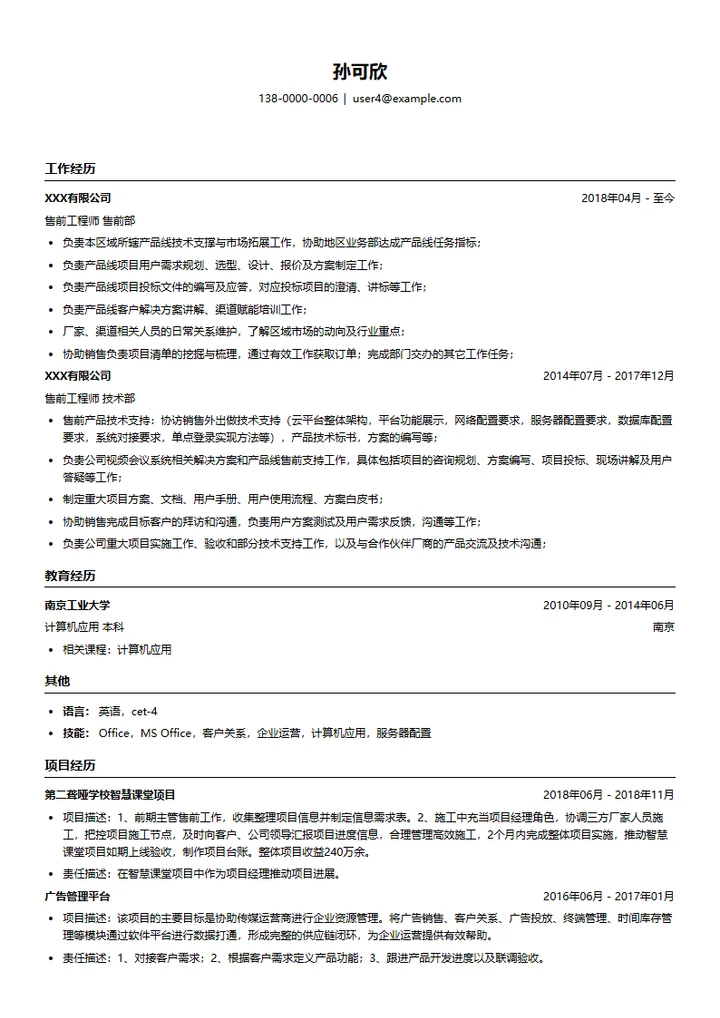 孙可欣
138-0000-0006 | user4@example.com
工作经历
XXX有限公司 2018年04月 - 至今
售前工程师 售前部
• 负责本区域所辖产品线技术支撑与市场拓展工作，协助地区业务部达成产品线任务指标；
• 负责产品线项目用户需求规划、选型、设计、报价及方案制定工作；
• 负责产品线项目投标文件的编写及应答，对应投标项目的澄清、讲标等工作；
• 负责产品线客户解决方案讲解、渠道赋能培训工作；
• 厂家、渠道相关人员的日常关系维护，了解区域市场的动向及行业重点；
• 协助销售负责项目清单的挖掘与梳理，通过有效工作获取订单；完成部门交办的其它工作任务；
XXX有限公司 2014年07月 - 2017年12月
售前工程师 技术部
• 售前产品技术支持：协访销售外出做技术支持（云平台整体架构，平台功能展示，网络配置要求，服务器配置要求，数据库配置
要求，系统对接要求，单点登录实现方法等），产品技术标书，方案的编写等；
• 负责公司视频会议系统相关解决方案和产品线售前支持工作，具体包括项目的咨询规划、方案编写、项目投标、现场讲解及用户
答疑等工作；
• 制定重大项目方案、文档、用户手册、用户使用流程、方案白皮书；
• 协助销售完成目标客户的拜访和沟通，负责用户方案测试及用户需求反馈，沟通等工作；
• 负责公司重大项目实施工作、验收和部分技术支持工作，以及与合作伙伴厂商的产品交流及技术沟通；
教育经历
南京工业大学 2010年09月 - 2014年06月
计算机应用 本科 南京
• 相关课程：计算机应用
其他
• 语言： 英语，cet-4
• 技能： Office，MS Office，客户关系，企业运营，计算机应用，服务器配置
项目经历
第二聋哑学校智慧课堂项目 2018年06月 - 2018年11月
• 项目描述：1、前期主管售前工作，收集整理项目信息并制定信息需求表。2、施工中充当项目经理角色，协调三方厂家人员施
工，把控项目施工节点，及时向客户、公司领导汇报项目进度信息，合理管理高效施工，2个月内完成整体项目实施，推动智慧
课堂项目如期上线验收，制作项目台账。整体项目收益240万余。
• 责任描述：在智慧课堂项目中作为项目经理推动项目进展。
广告管理平台 2016年06月 - 2017年01月
• 项目描述：该项目的主要目标是协助传媒运营商进行企业资源管理。将广告销售、客户关系、广告投放、终端管理、时间库存管
理等模块通过软件平台进行数据打通，形成完整的供应链闭环，为企业运营提供有效帮助。
• 责任描述：1、对接客户需求；2、根据客户需求定义产品功能；3、跟进产品开发进度以及联调验收。